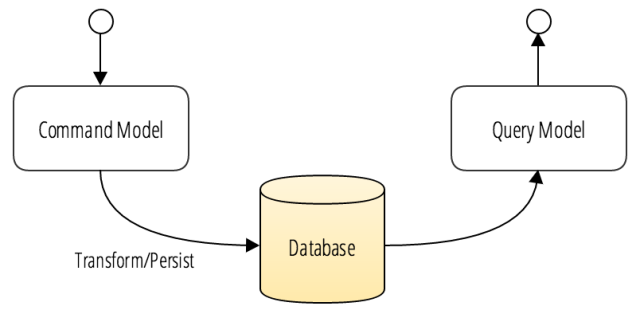 Command Model
Query Model
Database
Transform/Persist